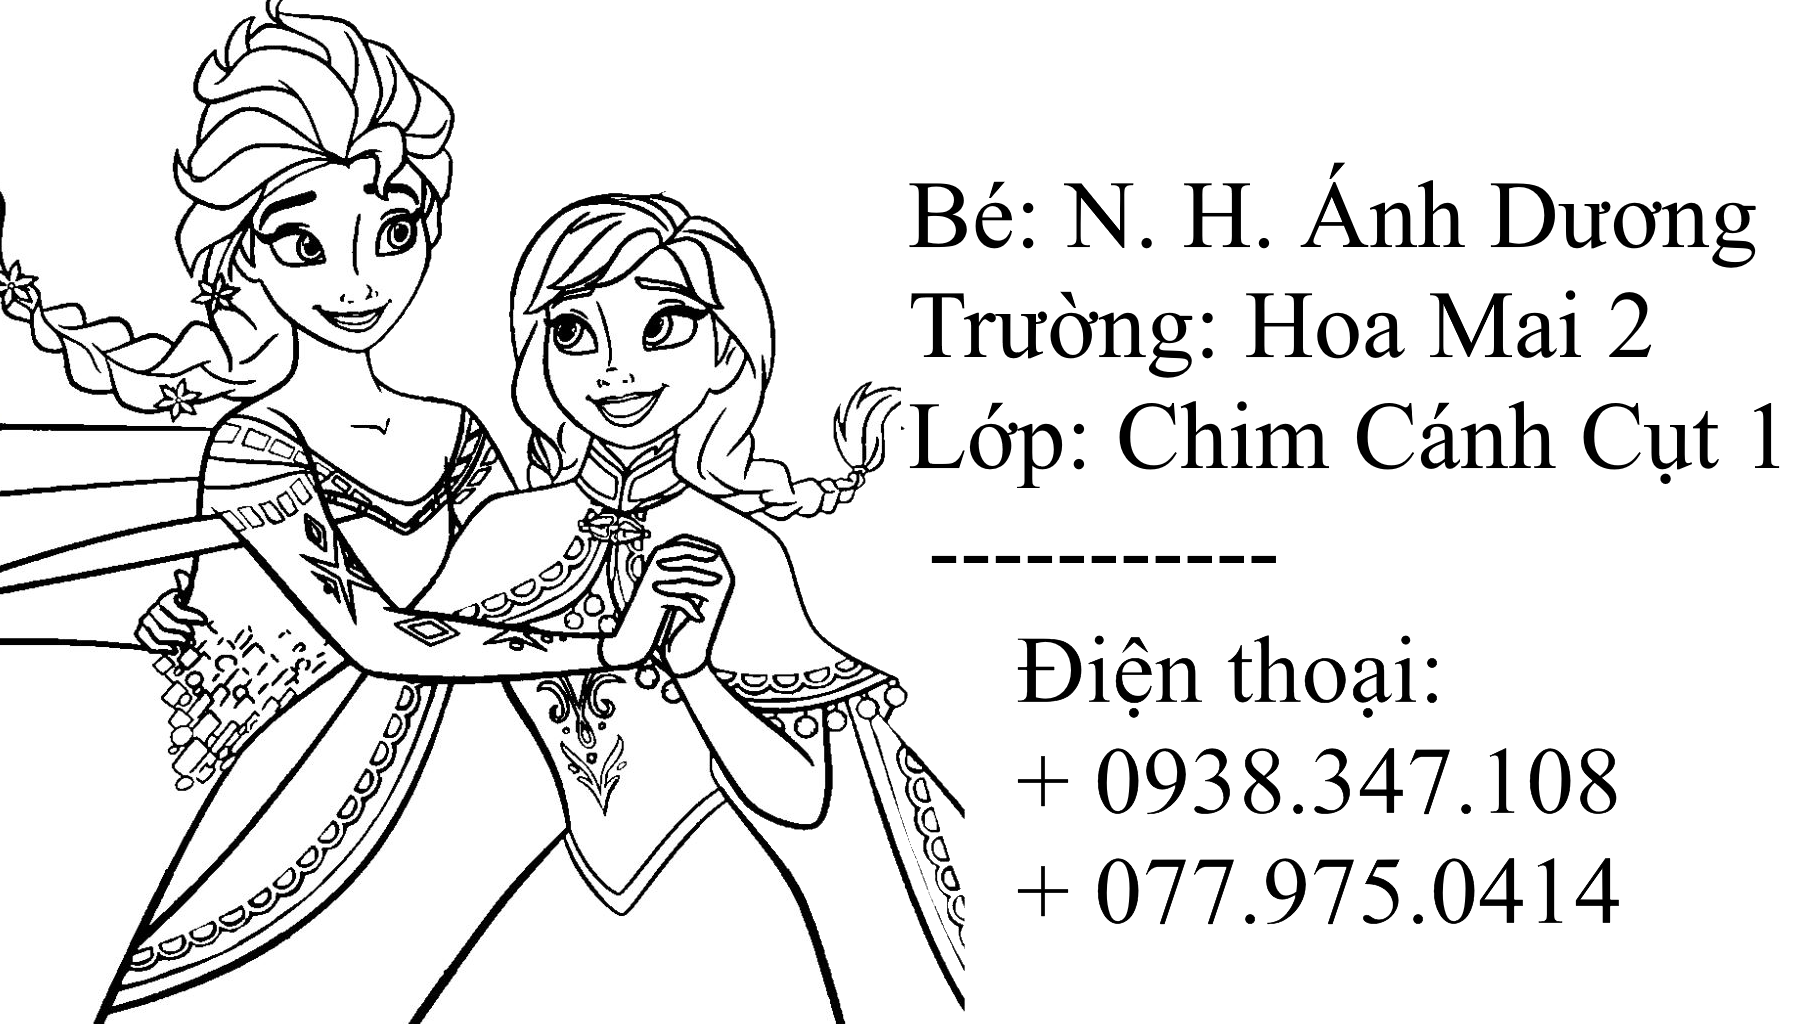 Bé: N. H. Ánh Dương
Trường: Hoa Mai 2
Lớp: Chim Cánh Cụt 1
-----------
Điện thoại:
+ 0938.347.108
+ 077.975.0414